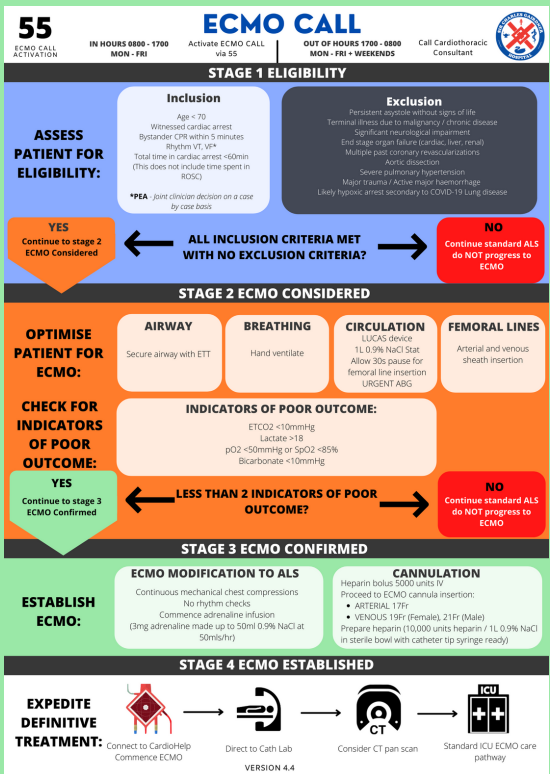 55
ECMO CALL
ACTIVATION
ECMO CALL
IN HOURS 0800 - 1700
MON - FRI
Activate ECMO CALL
via 55
OUT OF HOURS 1700 - 0800
MON - FRI + WEEKENDS
Call Cardiothoracic
Consultant
SIR CHARLES GAIRDNER
HOSPITAL
STAGE 1 ELIGIBILITY
ASSESS
PATIENT FOR
ELIGIBILITY:
Inclusion
Age < 70
Witnessed cardiac arrest
Bystander CPR within 5 minutes
Rhythm VT, VF*
Total time in cardiac arrest <60min
(This does not include time spent in
ROSC)
*PEA - Joint clinician decision on a case
by case basis
Exclusion
Persistent asystole without signs of life
Terminal illness due to malignancy / chronic disease
Significant neurological impairment
End stage organ failure (cardiac, liver, renal)
Multiple past coronary revascularizations
Aortic dissection
Severe pulmonary hypertension
Major trauma / Active major haemorrhage
Likely hypoxic arrest secondary to COVID-19 Lung disease
YES
Continue to stage 2
ECMO Considered
ALL INCLUSION CRITERIA MET
WITH NO EXCLUSION CRITERIA?
NO
Continue standard ALS
do NOT progress to
ECMO
STAGE 2 ECMO CONSIDERED
OPTIMISE
PATIENT FOR
ECMO:
AIRWAY
Secure airway with ETT
BREATHING
Hand ventilate
CIRCULATION
LUCAS device
1L 0.9% NaCl Stat
Allow 30s pause for
femoral line insertion
URGENT ABG
FEMORAL LINES
Arterial and venous
sheath insertion
CHECK FOR
INDICATORS
OF POOR
OUTCOME:
INDICATORS OF POOR OUTCOME:
ETCO2 <10mmHg
Lactate >18
pO2 <50mmHg or SpO2 <85%
Bicarbonate <10mmHg
YES
Continue to stage 3
ECMO Confirmed
LESS THAN 2 INDICATORS OF POOR
OUTCOME?
NO
Continue standard ALS
do NOT progress to
ECMO
STAGE 3 ECMO CONFIRMED
ESTABLISH
ECMO:
ECMO MODIFICATION TO ALS
Continuous mechanical chest compressions
No rhythm checks
Commence adrenaline infusion
(3mg adrenaline made up to 50ml 0.9% NaCl at
50mls/hr)
CANNULATION
Heparin bolus 5000 units IV
Proceed to ECMO cannula insertion:
• ARTERIAL 17Fr
• VENOUS 19Fr (Female), 21Fr (Male)
Prepare heparin (10,000 units heparin / 1L 0.9% NaCl
in sterile bowl with catheter tip syringe ready)
STAGE 4 ECMO ESTABLISHED
EXPEDITE
DEFINITIVE
TREATMENT:
Connect to CardioHelp
Commence ECMO
Direct to Cath Lab
CT
Consider CT pan scan
ICU
Standard ICU ECMO care
pathway
VERSION 4.4